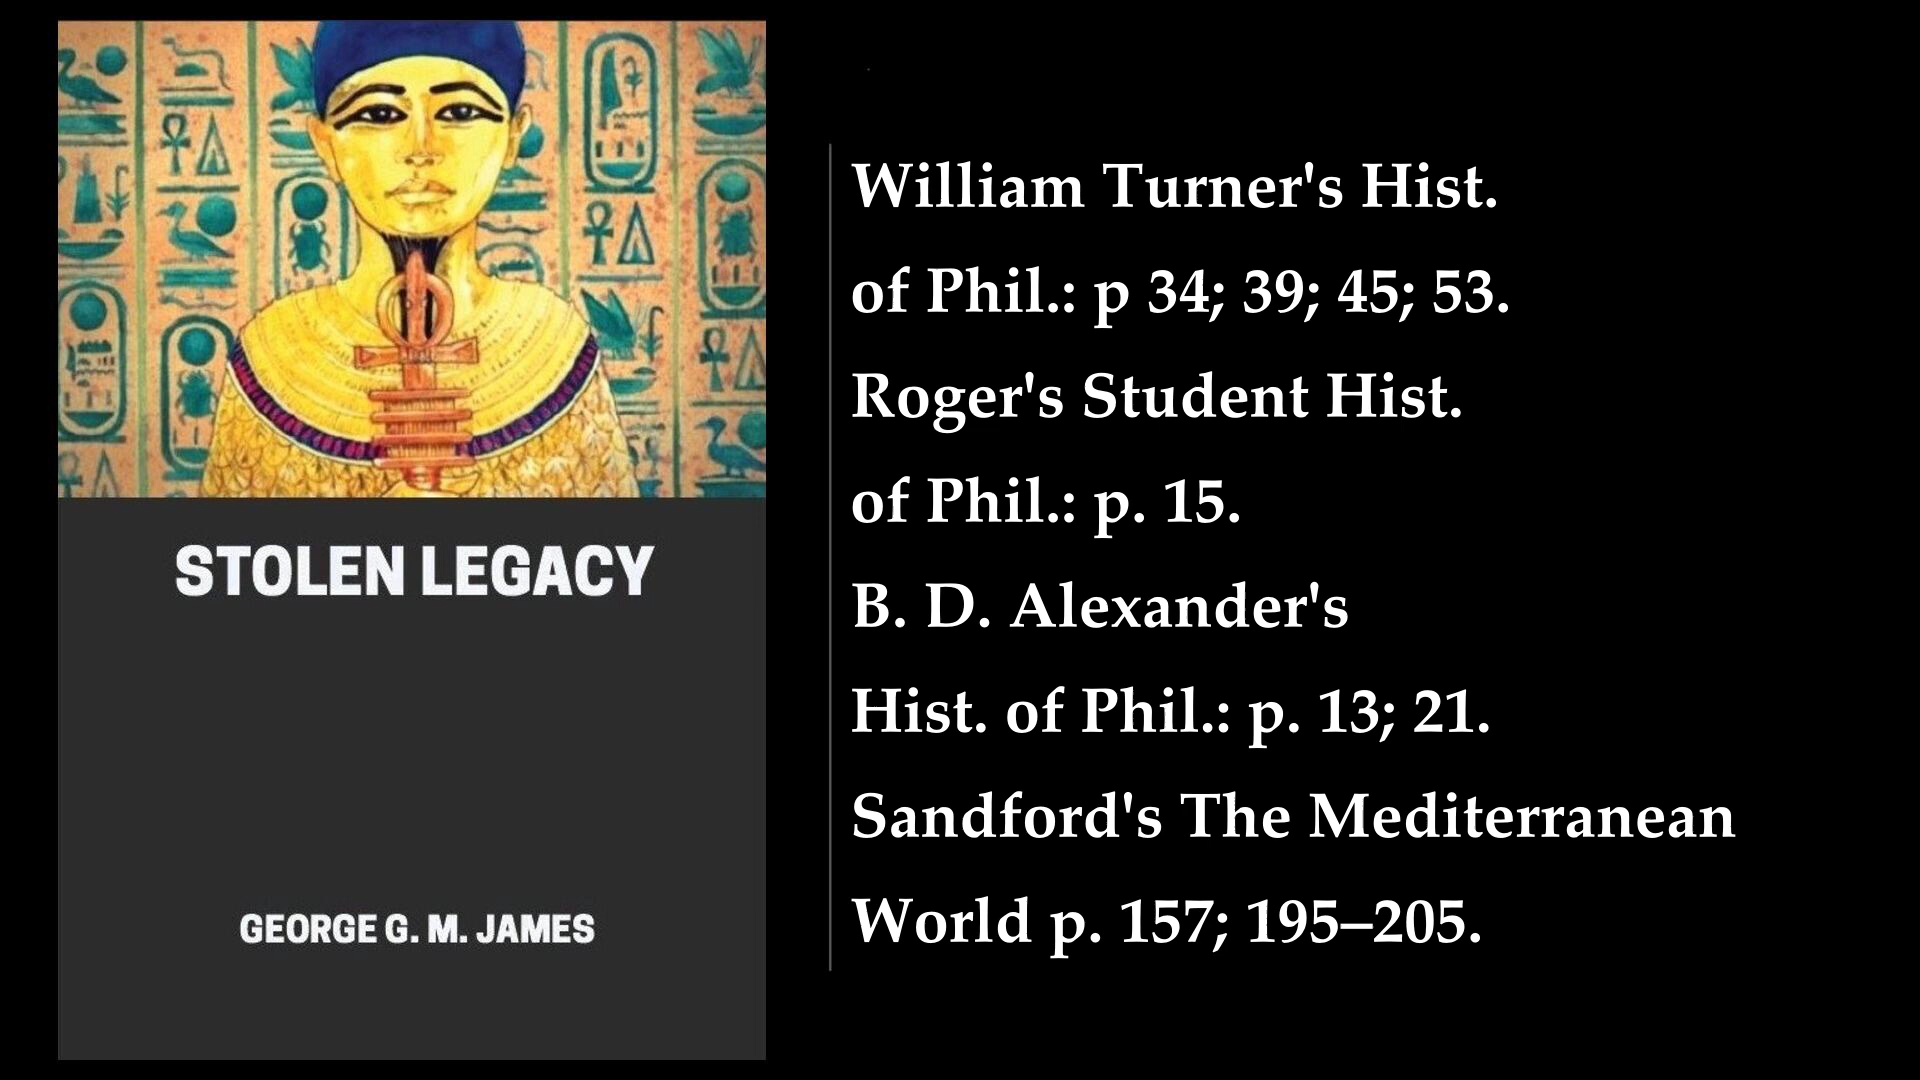 STOLEN LEGACY
GEORGE G. M. JAMES
William Turner's Hist.
of Phil.: p 34; 39; 45; 53.
Roger's Student Hist.
of Phil.: p. 15.
B. D. Alexander's
Hist. of Phil.: p. 13; 21.
Sandford's The Mediterranean
World p. 157; 195–205.